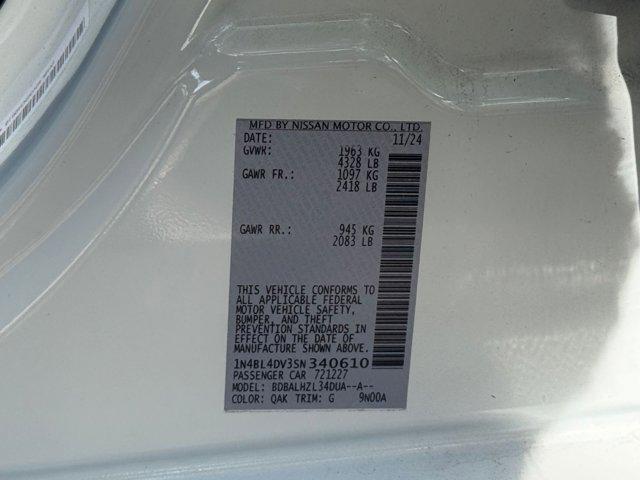 MFD BY NISSAN MOTOR CO., LTD.
DATE: 11/24
GVWR: 1963 KG
4328 LB
GAWR FR.: 1097 KG
2418 LB
GAWR RR.: 945 KG
2083 LB
THIS VEHICLE CONFORMS TO
ALL APPLICABLE FEDERAL
MOTOR VEHICLE SAFETY,
BUMPER, AND THEFT
PREVENTION STANDARDS IN
EFFECT ON THE DATE OF
MANUFACTURE SHOWN ABOVE.
1N4BL4DV3SN340610
PASSENGER CAR 721227
MODEL: BDBALHZL34DUA--A--
COLOR: QAK TRIM: G 9N00A